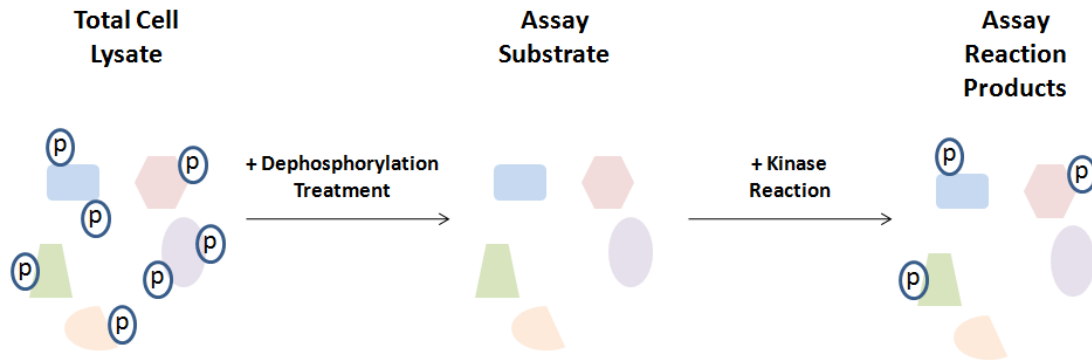 Total Cell
Lysate
Assay
Substrate
Assay
Reaction
Products
+ Dephosphorylation
Treatment
+ Kinase
Reaction
p
p
p
p
p
p
p
p
p
p